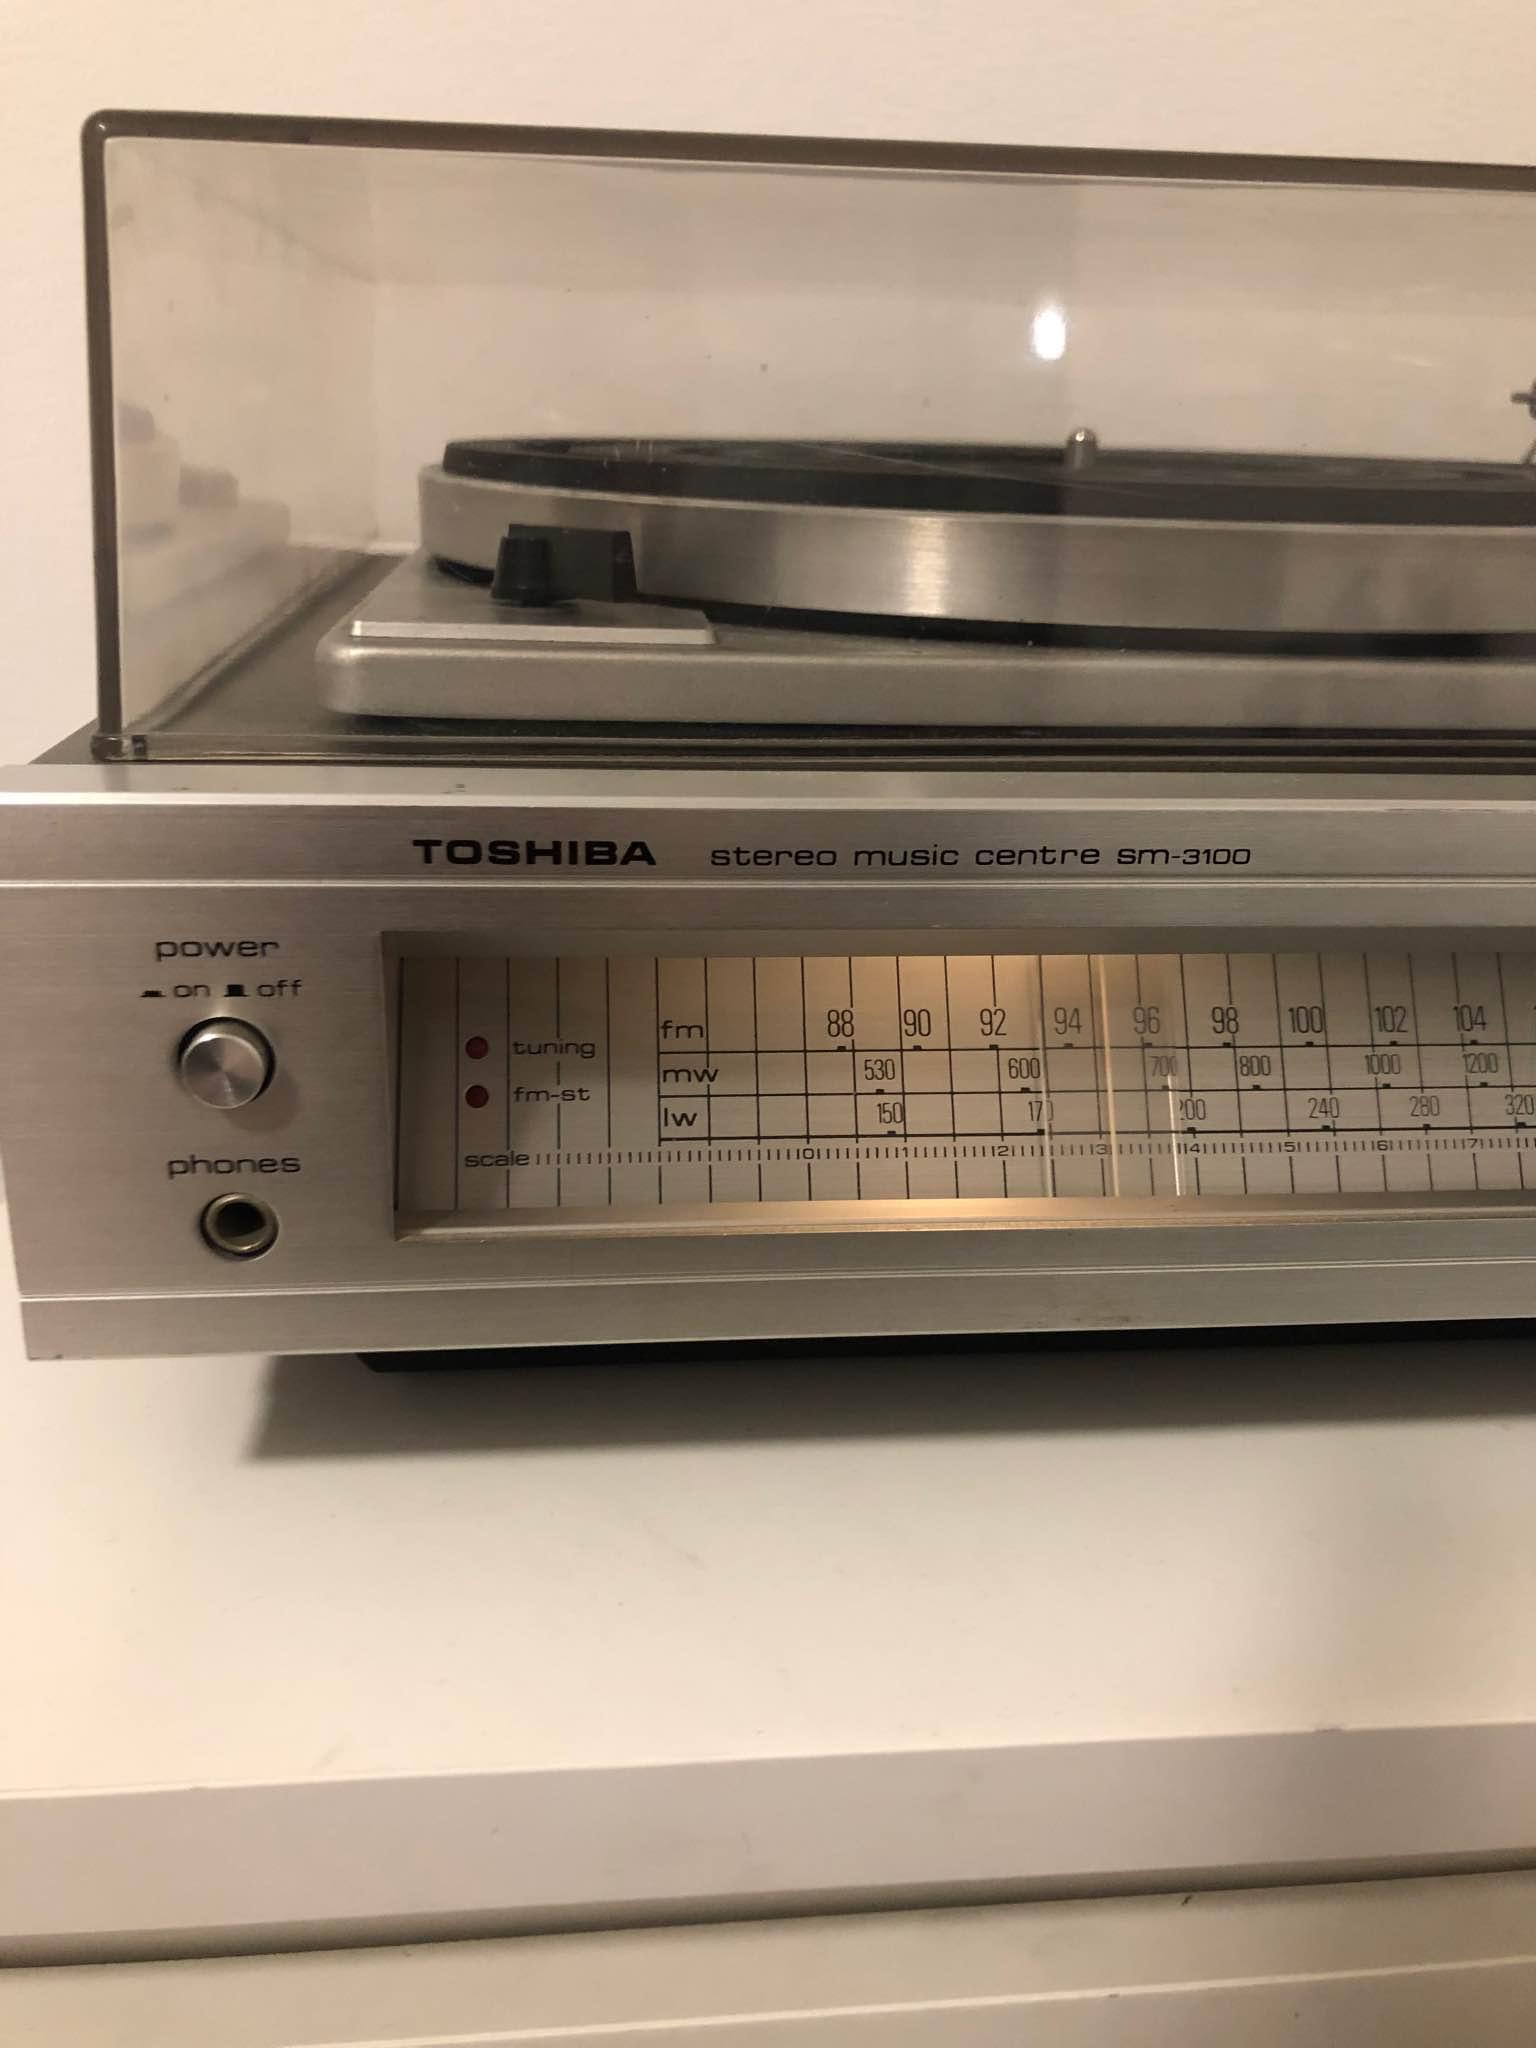 TOSHIBA stereo music centre sm-3100
power
on off
phones
tuning
fm-st
fm 88 90 92 94 96 98 100 102 104
mw 530 600 700 800 1000 1200
lw 150 170 200 240 280 320
scale 0 1 2 3 4 5 6 7